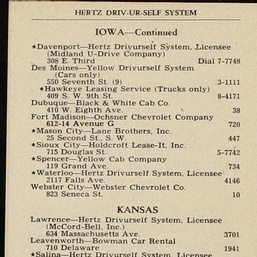 HERTZ DRIV-UR-SELF SYSTEM
IOWA—Continued
★Davenport—Hertz Drivurself System, Licensee
(Midland U-Drive Company)
308 E. Third Dial 7-7748
Des Moines—Yellow Drivurself System
(Cars only)
550 Seventh St. (9) 3-1111
★Hawkeye Leasing Service (Trucks only)
409 S. W. 9th St. 8-4171
Dubuque—Black & White Cab Co.
410 W. Eighth Ave. 38
Fort Madison—Ochsner Chevrolet Company
612-14 Avenue G 720
★Mason City—Lane Brothers, Inc.
25 Second St., S. W. 447
★Sioux City—Holdcroft Lease-It, Inc.
715 Douglas St. 5-7742
★Spencer—Yellow Cab Company
119 Grand Ave. 734
★Waterloo—Hertz Drivurself System, Licensee
2117 Falls Ave. 4146
Webster City—Webster Chevrolet Co.
823 Seneca St. 10
KANSAS
Lawrence—Hertz Drivurself System, Licensee
(McCord-Bell, Inc.)
634 Massachusetts Ave. 3701
Leavenworth—Bowman Car Rental
710 Delaware 1941
★Salina—Hertz Drivurself System, Licensee